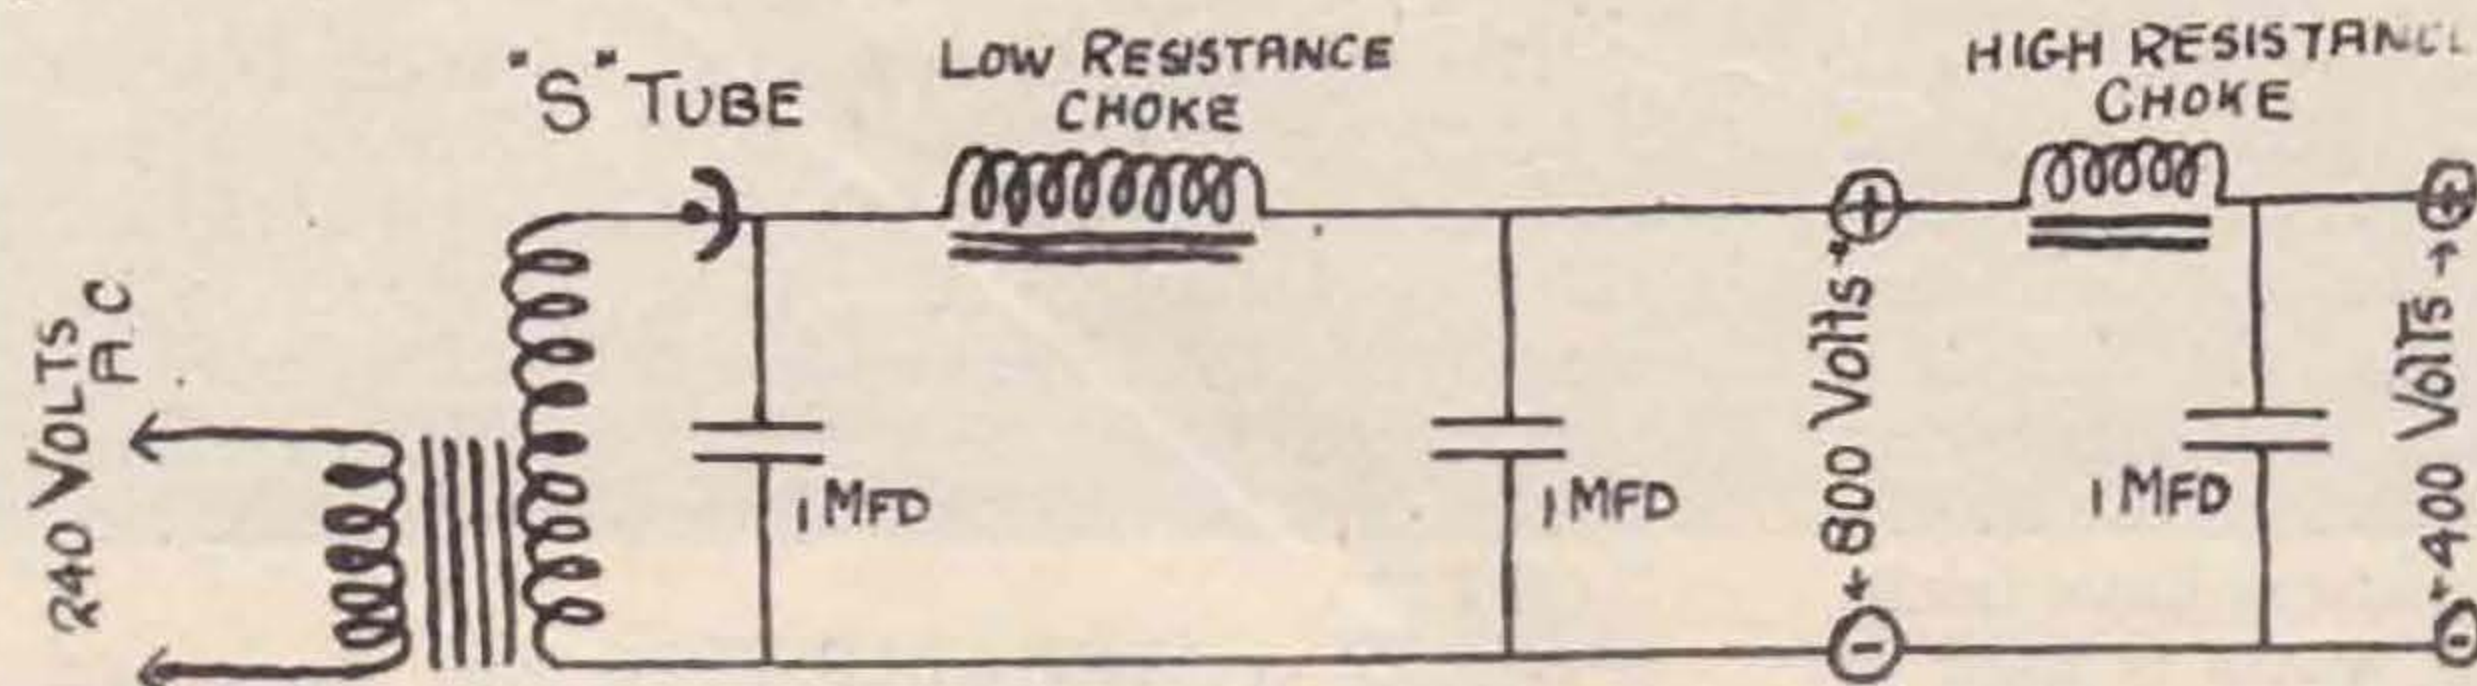 "S" TUBE
LOW RESISTANCE
CHOKE
HIGH RESISTANCE
CHOKE
240 VOLTS
A.C
1 MFD
1 MFD
800 Volts
1 MFD
400 Volts